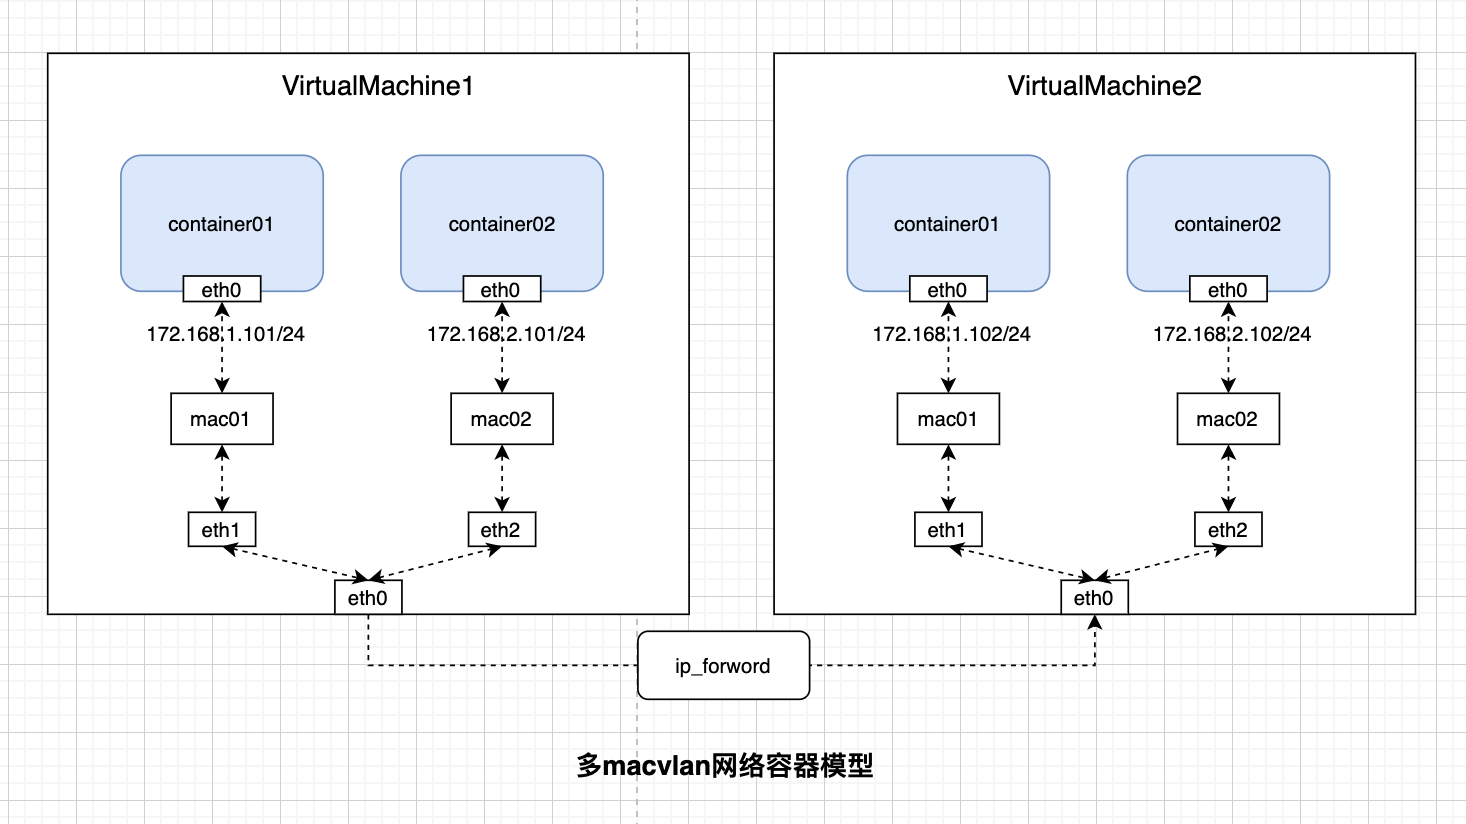 VirtualMachine1
VirtualMachine2
container01
container02
container01
container02
eth0
eth0
eth0
eth0
172.168.1.101/24
172.168.2.101/24
172.168.1.102/24
172.168.2.102/24
mac01
mac02
mac01
mac02
eth1
eth2
eth1
eth2
eth0
eth0
ip_forword
多macvlan网络容器模型